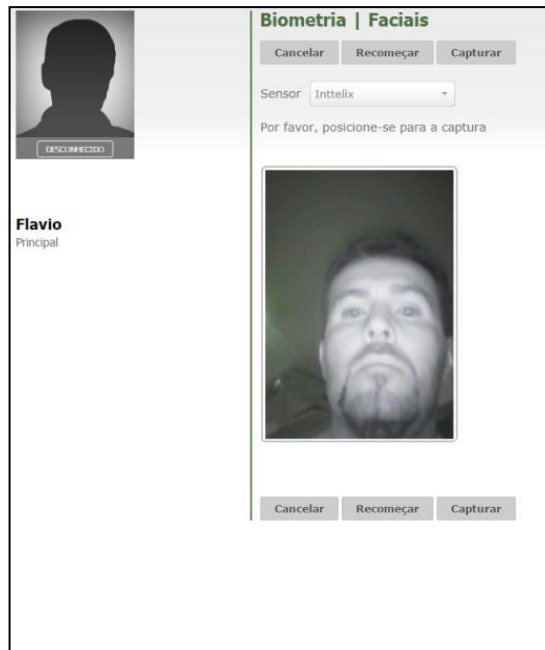 DESCONHECIDO
Flavio
Principal
Biometria | Faciais
Cancelar Recomeçar Capturar
Sensor Inttelix
Por favor, posicione-se para a captura
Cancelar Recomeçar Capturar